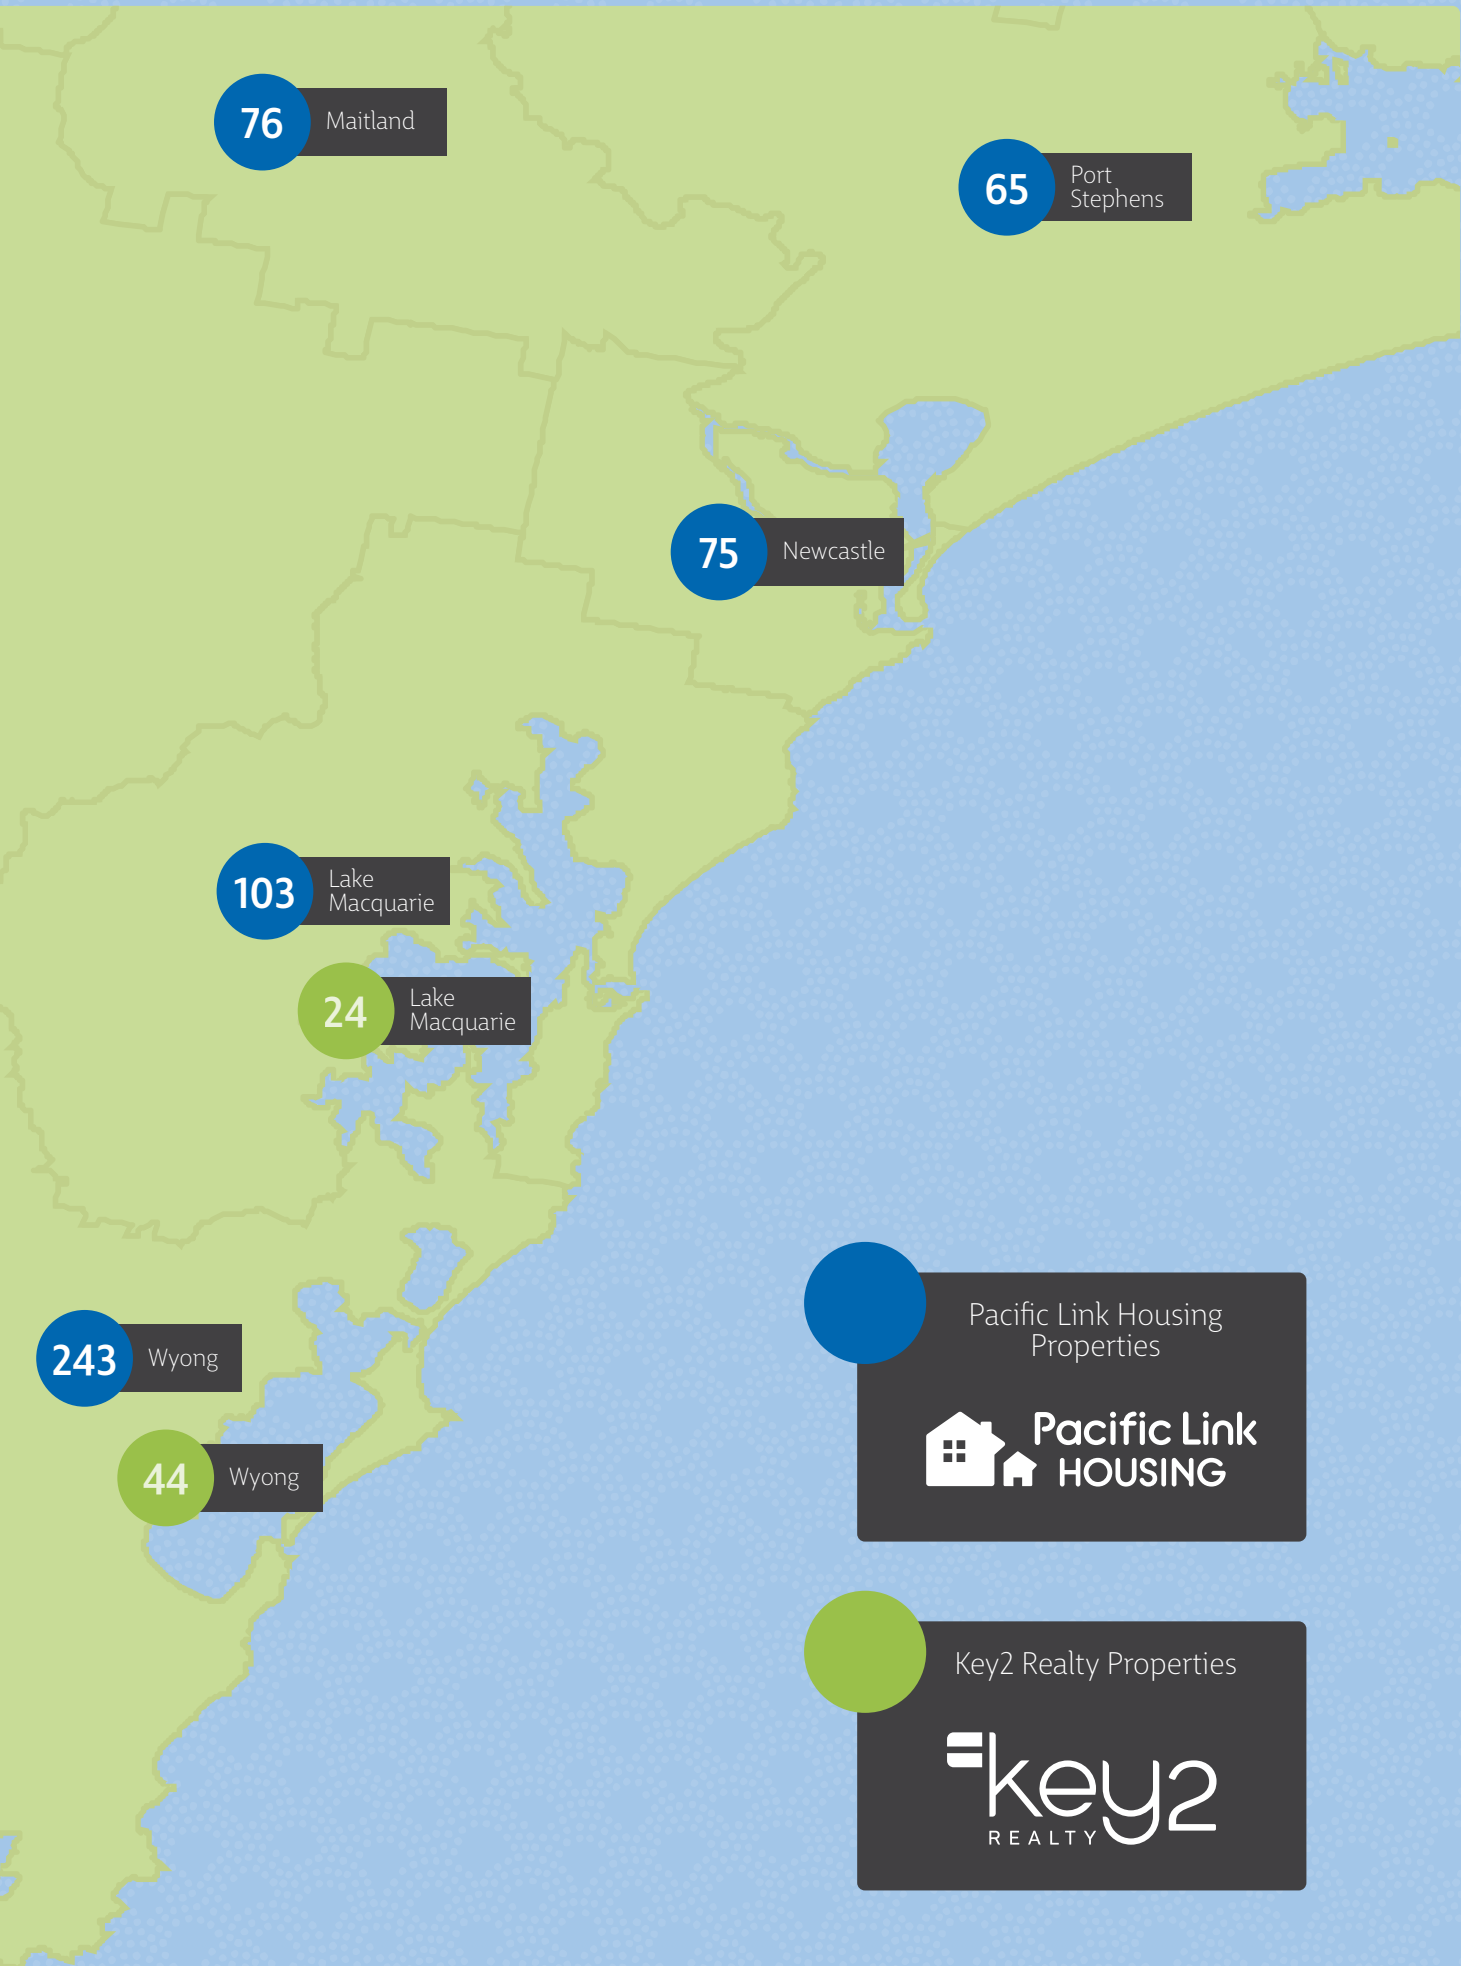 76
Maitland
65
Port
Stephens
75
Newcastle
103
Lake
Macquarie
24
Lake
Macquarie
243
Wyong
44
Wyong
Pacific Link Housing
Properties
Pacific Link
HOUSING
Key2 Realty Properties
key2
REALTY